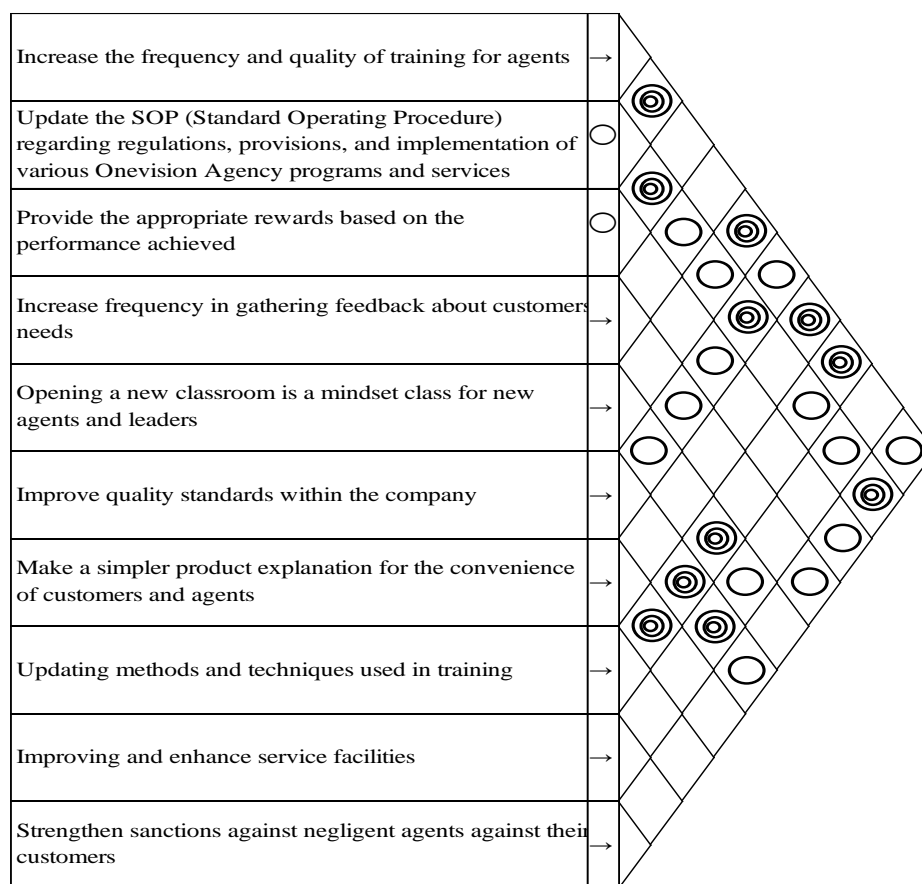 Increase the frequency and quality of training for agents
→
Update the SOP (Standard Operating Procedure)
regarding regulations, provisions, and implementation of
various Onevision Agency programs and services
Provide the appropriate rewards based on the
performance achieved
Increase frequency in gathering feedback about customers
needs
→
Opening a new classroom is a mindset class for new
agents and leaders
→
Improve quality standards within the company
→
Make a simpler product explanation for the convenience
of customers and agents
→
Updating methods and techniques used in training
→
Improving and enhance service facilities
→
Strengthen sanctions against negligent agents against their
customers
→